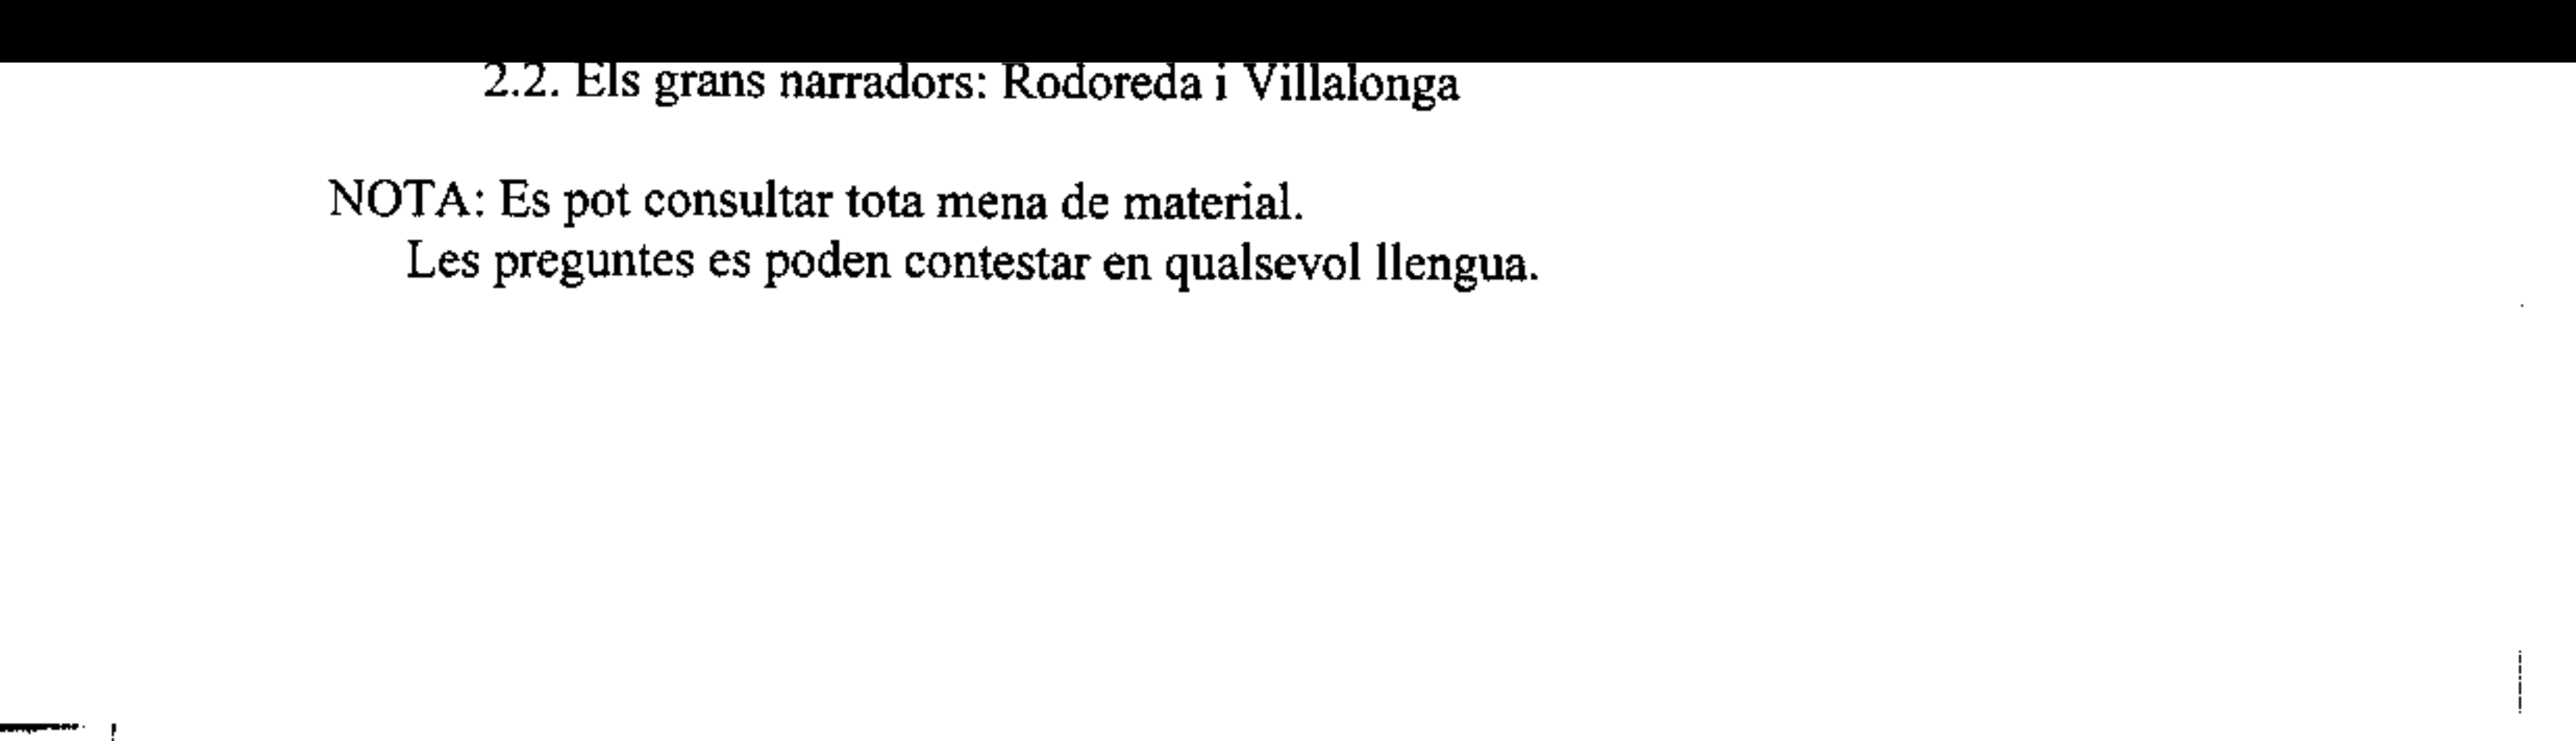 2.2. Els grans narradors: Rodoreda i Villalonga
NOTA: Es pot consultar tota mena de material.
Les preguntes es poden contestar en qualsevol llengua.